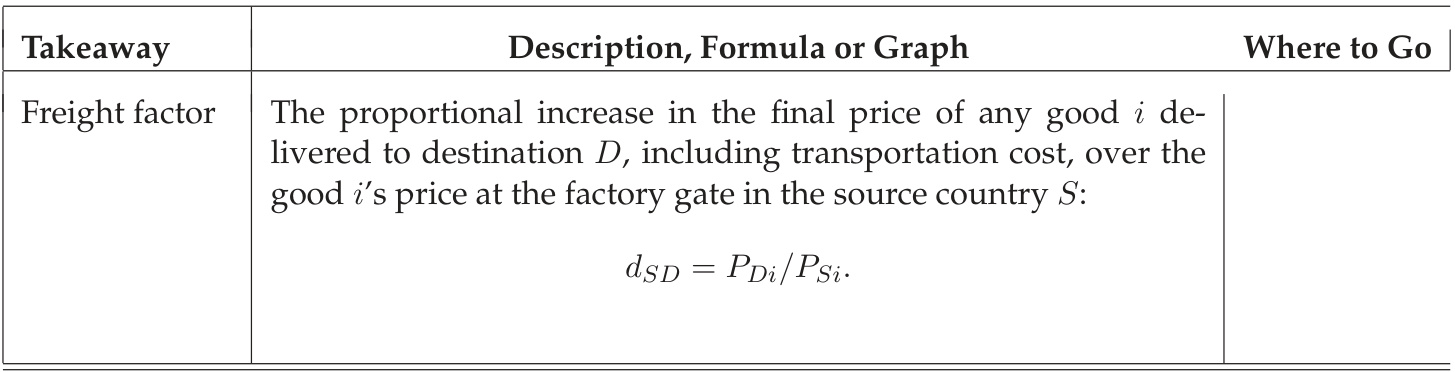 Takeaway Description, Formula or Graph Where to Go
Freight factor The proportional increase in the final price of any good i de-
livered to destination D, including transportation cost, over the
good i's price at the factory gate in the source country S:
d_{SD} = P_{Di}/P_{Si}.